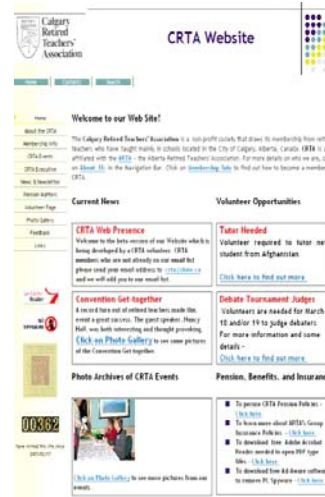 Calgary
Retired
Teachers'
Association
CRTA Website
Home
Contacts
Search
Home
About the CRTA
Membership Info
CRTA Events
CRTA Executive
News & Newsletter
Pension Matters
Volunteer Page
Photo Gallery
Feedback
Links
Reader
00362
Welcome to our Web Site!
The Calgary Retired Teachers' Association is a non-profit society that draws its membership from reti
teachers who have taught mainly in schools located in the City of Calgary, Alberta, Canada. CRTA is a
affiliated with the ARTA - the Alberta Retired Teachers' Association. For more details on who we are, c
on About Us in the Navigation Bar. Click on Membership Info to find out how to become a member
CRTA.
Current News
CRTA Web Presence
Welcome to the beta-version of our Website which is
being developed by a CRTA volunteer. CRTA
members who are not already on our email list
please send your email address to
and we will add you to our email list.
Convention Get-together
A record turn out of retired teachers made this
event a great success. The guest speaker, Nancy
Huff, was both interesting and thought provoking.
Click on Photo Gallery to see some pictures
of the Convention Get-together.
Photo Archives of CRTA Events
Click on Photo Gallery to see more pictures from our
events.
Volunteer Opportunities
Tutor Needed
Volunteer required to tutor new
student from Afghanistan
Click here to find out more.
Debate Tournament Judges
Volunteers are needed for March
18 and/or 19 to judge debaters
For more information and some
details -
Click here to find out more.
Pension, Benefits, and Insuran
To peruse CRTA Pension Policies -
Click here.
To learn more about ARTA's Group
Insurance Policies - Click here.
To download free Adobe Acrobat
Reader needed to open PDF type
files - Click here.
To download free Ad-Aware software
to remove PC Spyware - Click here.